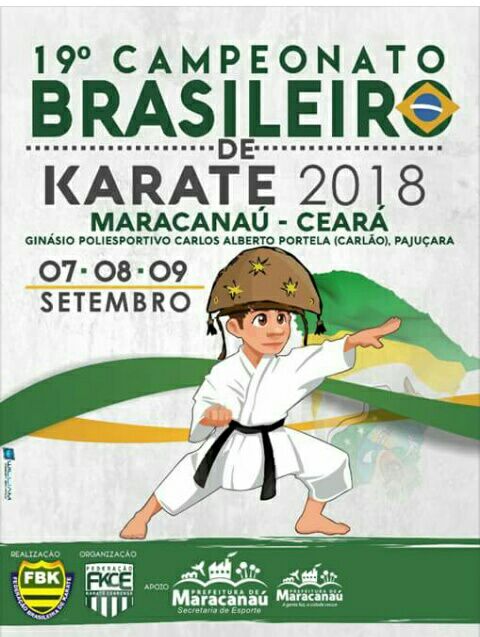 19º CAMPEONATO
BRASILEIRO
DE
KARATE 2018
MARACANAÚ - CEARÁ
GINÁSIO POLIESPORTIVO CARLOS ALBERTO PORTELA (CARLÃO), PAJUÇARA
07 • 08 • 09
SETEMBRO
REALIZAÇÃO
FBK
FEDERAÇÃO BRASILEIRA DE KARATE
ORGANIZAÇÃO
FEDERAÇÃO
FKCE
KARATE CEARENSE
APOIO
PREFEITURA DE
Maracanaú
Secretaria de Esporte
PREFEITURA DE
Maracanaú